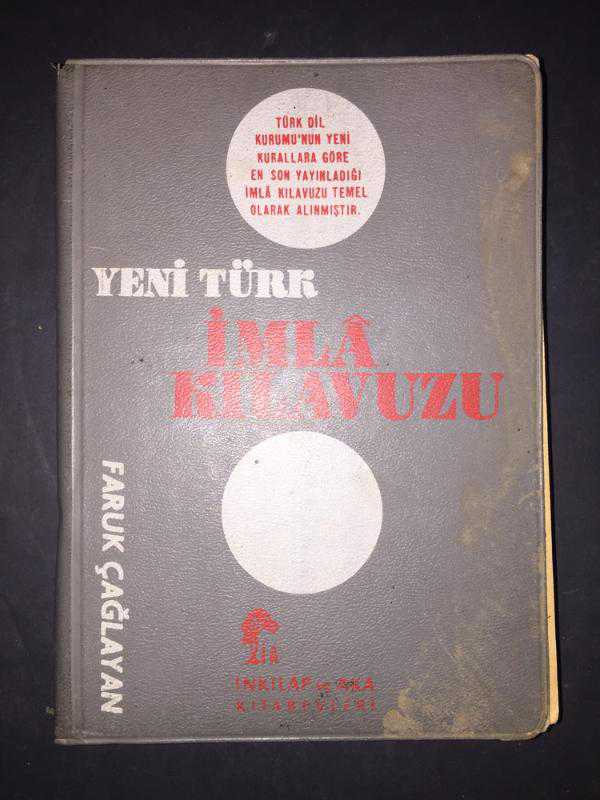 TÜRK DİL
KURUMU'NUN YENİ
KURALLARA GÖRE
EN SON YAYINLADIĞI
İMLÂ KILAVUZU TEMEL
OLARAK ALINMIŞTIR.
YENİ TÜRK
İMLÂ
KILAVUZU
FARUK ÇAĞLAYAN
İNKILAP ve AKA
KİTABEVLERİ